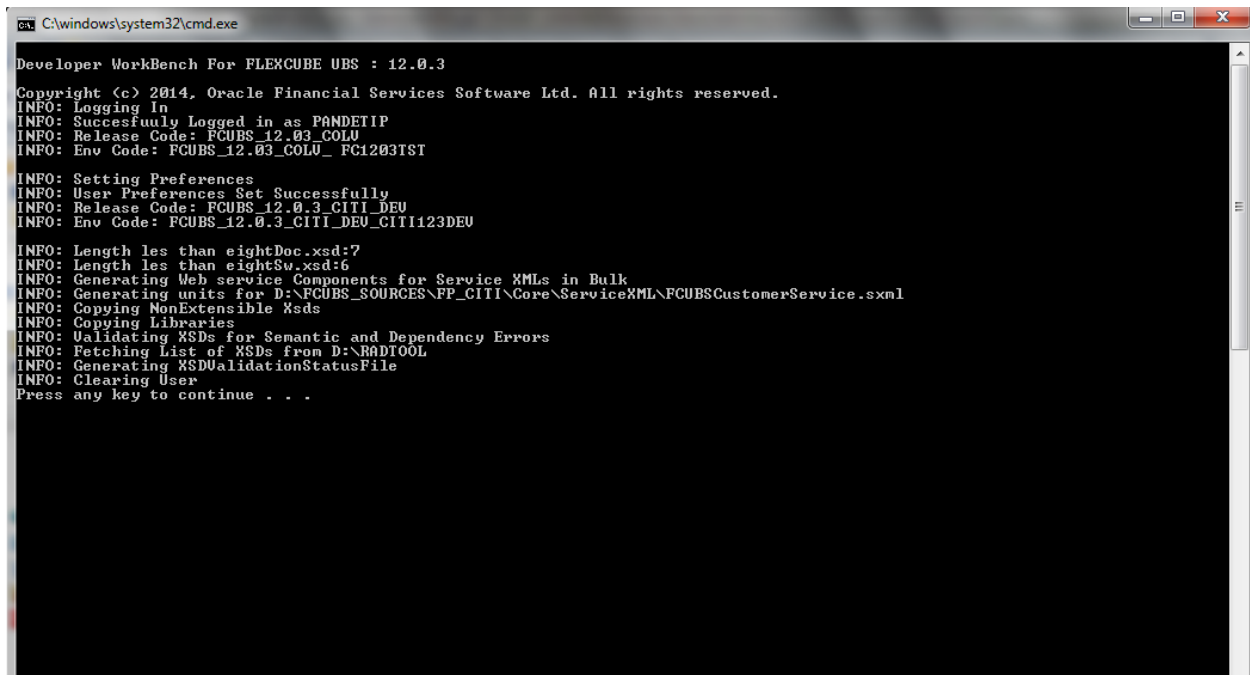 C:\windows\system32\cmd.exe
Developer WorkBench For FLEXCUBE UBS : 12.0.3
Copyright (c) 2014, Oracle Financial Services Software Ltd. All rights reserved.
INFO: Logging In
INFO: Succesfuuly Logged in as PANDETIP
INFO: Release Code: FCUBS_12.03_COLV
INFO: Env Code: FCUBS_12.03_COLV_ FC1203TST
INFO: Setting Preferences
INFO: User Preferences Set Successfully
INFO: Release Code: FCUBS_12.0.3_CITI_DEV
INFO: Env Code: FCUBS_12.0.3_CITI_DEV_CITI123DEV
INFO: Length les than eightDoc.xsd:7
INFO: Length les than eightSw.xsd:6
INFO: Generating Web service Components for Service XMLs in Bulk
INFO: Generating units for D:\FCUBS_SOURCES\FP_CITI\Core\ServiceXML\FCUBSCustomerService.sxml
INFO: Copying NonExtensible Xsds
INFO: Copying Libraries
INFO: Validating XSDs for Semantic and Dependency Errors
INFO: Fetching List of XSDs from D:\RADTOOL
INFO: Generating XSDValidationStatusFile
INFO: Clearing User
Press any key to continue . . .